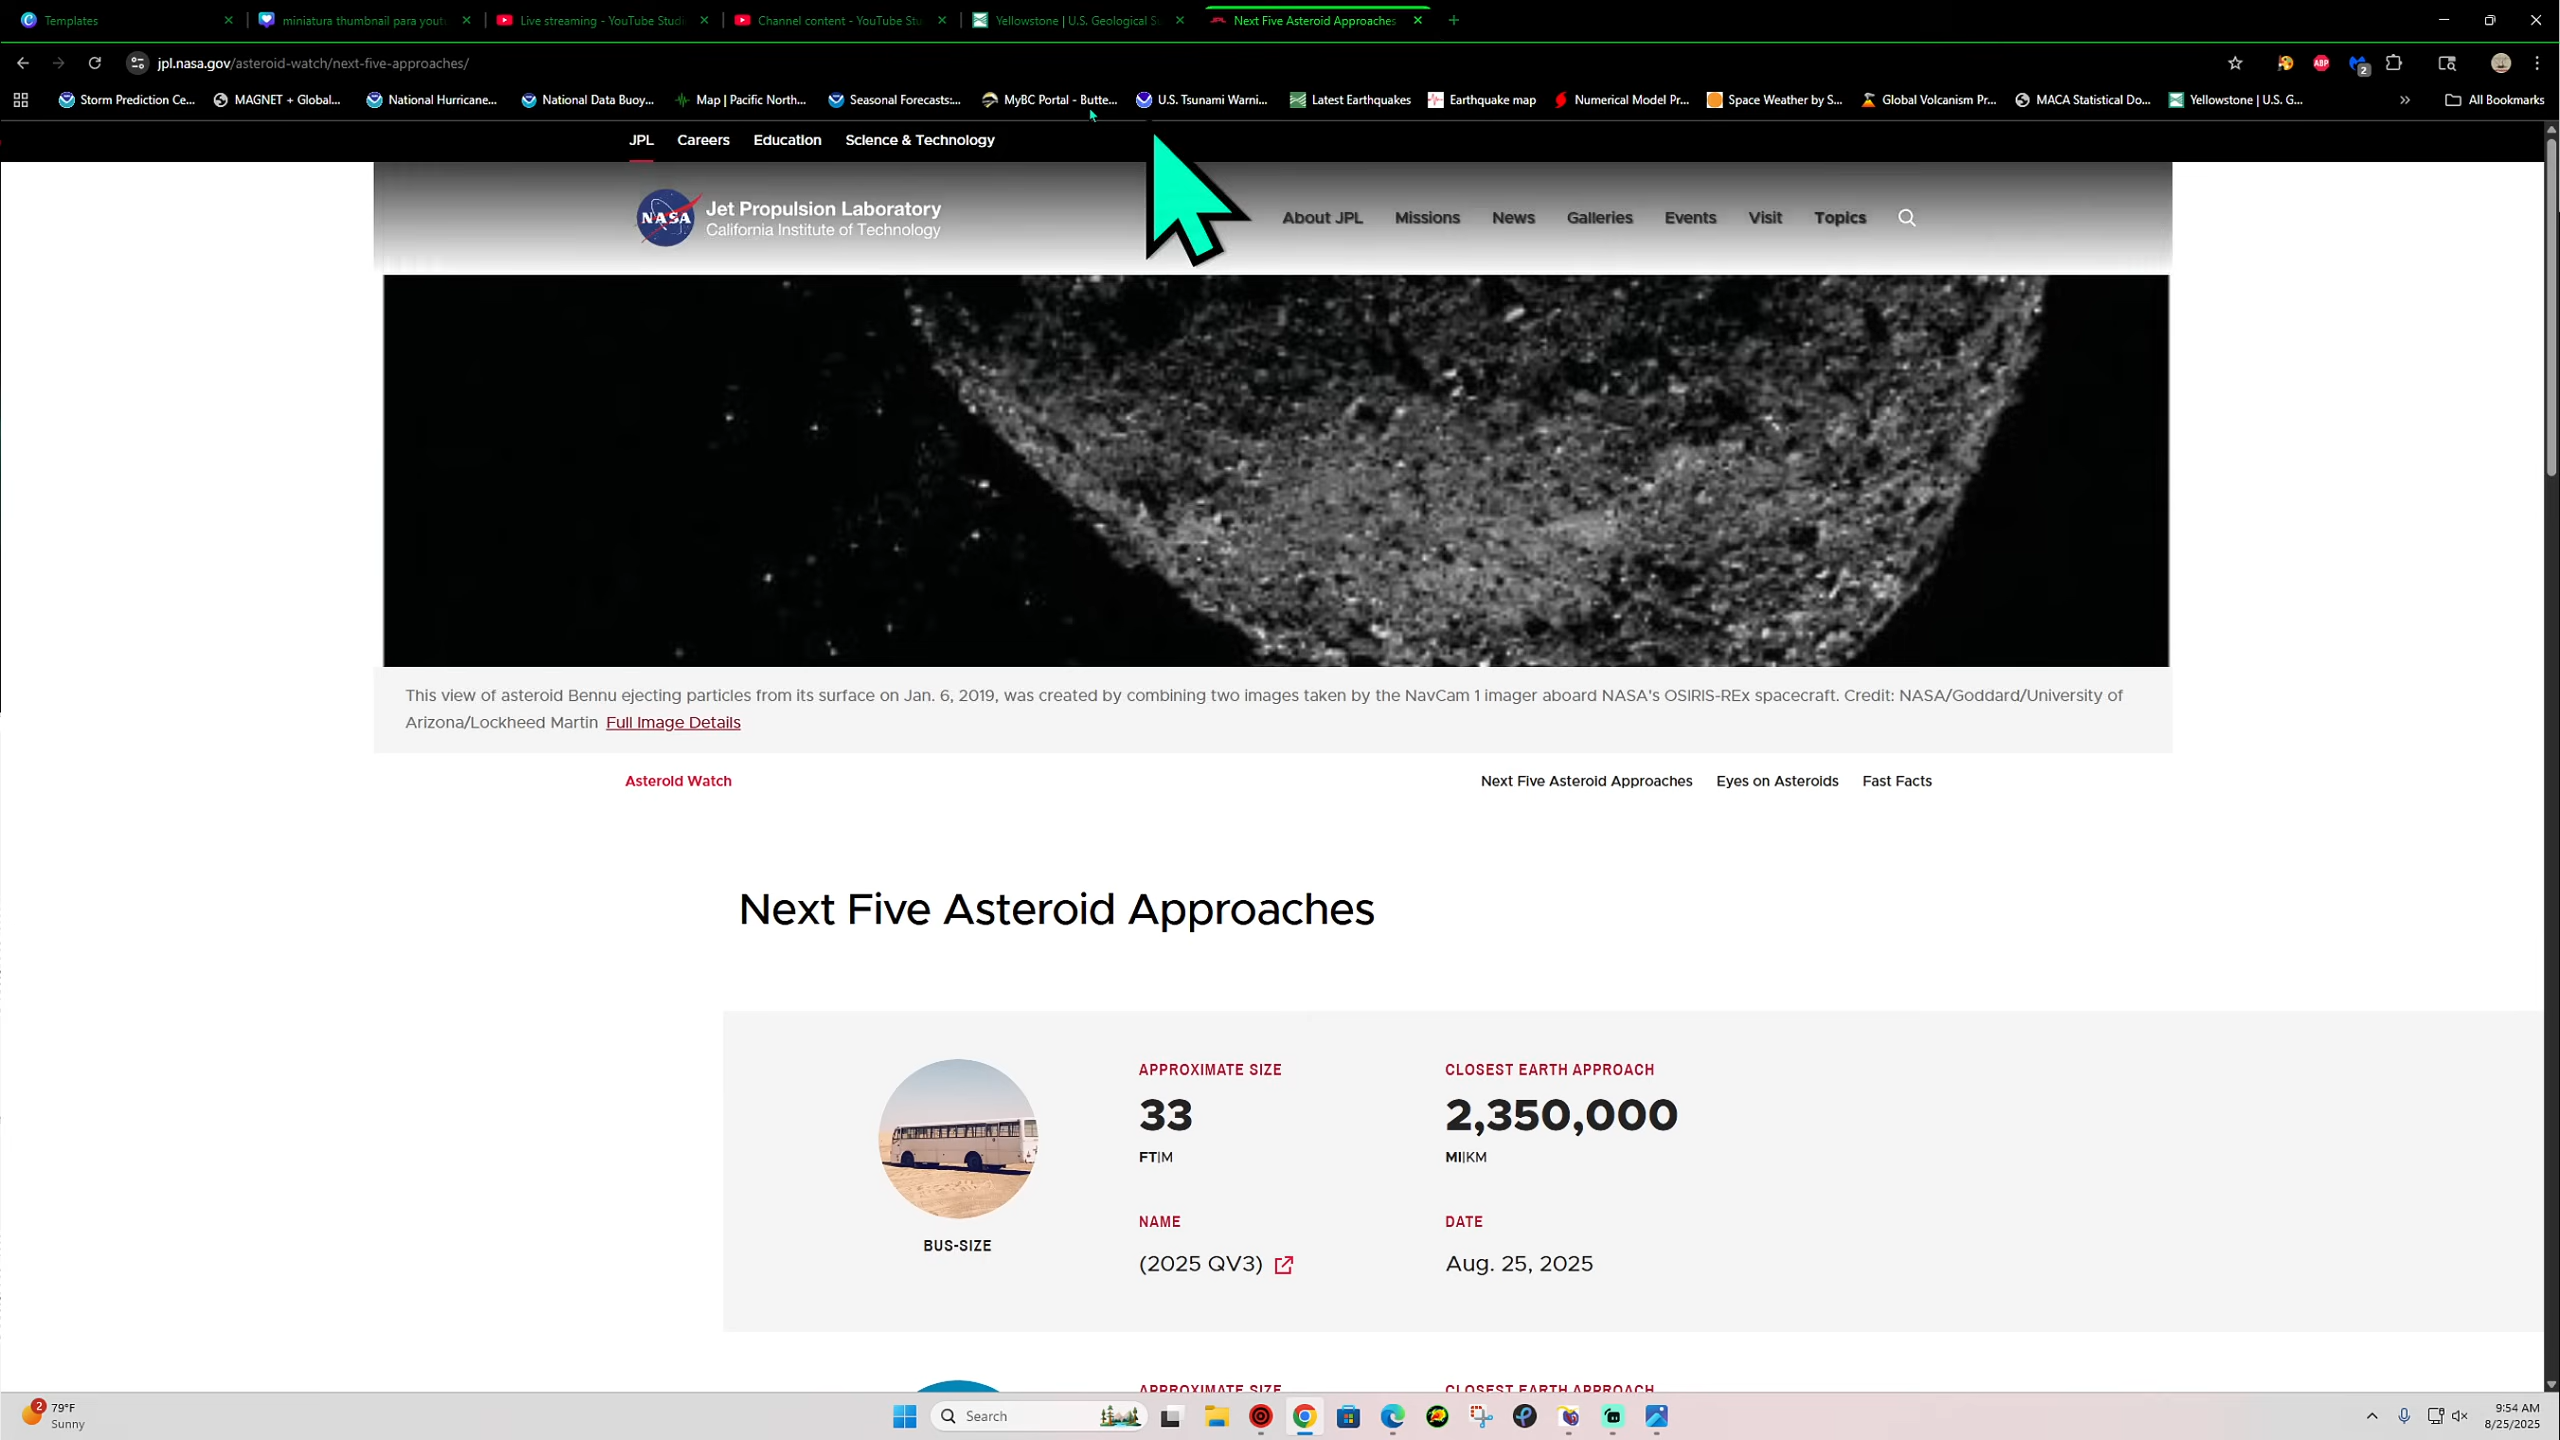 Templates
miniatura thumbnail para yout
Live streaming - YouTube Studi
Channel content - YouTube Stu
Yellowstone | U.S. Geological S
Next Five Asteroid Approaches
jpl.nasa.gov/asteroid-watch/next-five-approaches/
ABP
2
Storm Prediction Ce...
MAGNET + Global...
National Hurricane...
National Data Buoy...
Map | Pacific North...
Seasonal Forecasts:...
MyBC Portal - Butte...
U.S. Tsunami Warni...
Latest Earthquakes
Earthquake map
Numerical Model Pr...
Space Weather by S...
Global Volcanism Pr...
MACA Statistical Do...
Yellowstone | U.S. G...
»
All Bookmarks
JPL
Careers
Education
Science & Technology
NASA
Jet Propulsion Laboratory
California Institute of Technology
About JPL
Missions
News
Galleries
Events
Visit
Topics
This view of asteroid Bennu ejecting particles from its surface on Jan. 6, 2019, was created by combining two images taken by the NavCam 1 imager aboard NASA's OSIRIS-REx spacecraft. Credit: NASA/Goddard/University of
Arizona/Lockheed Martin Full Image Details
Asteroid Watch
Next Five Asteroid Approaches
Eyes on Asteroids
Fast Facts
Next Five Asteroid Approaches
APPROXIMATE SIZE
CLOSEST EARTH APPROACH
33
2,350,000
FT|M
MI|KM
NAME
DATE
BUS-SIZE
(2025 QV3)
Aug. 25, 2025
APPROXIMATE SIZE
CLOSEST EARTH APPROACH
2
79°F
Sunny
Search
9:54 AM
8/25/2025